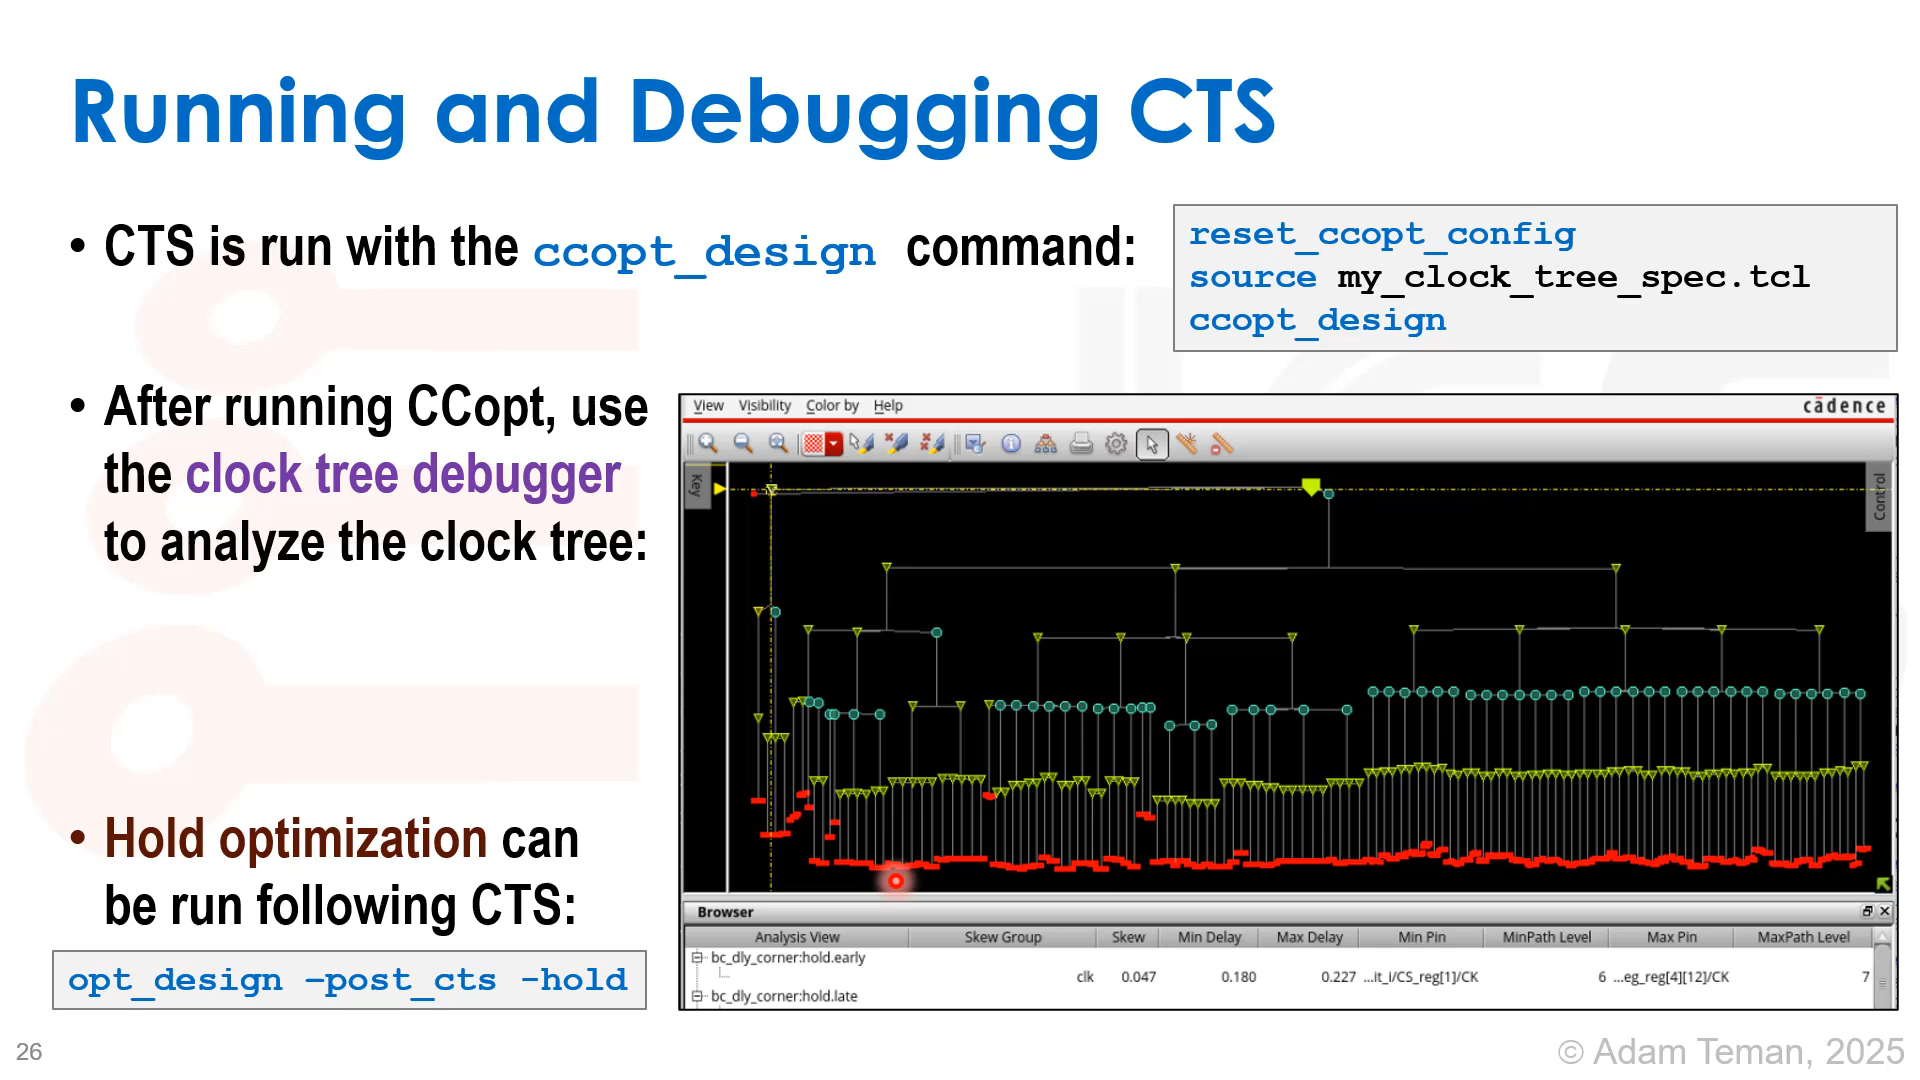 Running and Debugging CTS
• CTS is run with the ccopt_design command:
reset_ccopt_config
source my_clock_tree_spec.tcl
ccopt_design
• After running CCopt, use
the clock tree debugger
to analyze the clock tree:
• Hold optimization can
be run following CTS:
opt_design –post_cts -hold
View Visibility Color by Help
cadence
Key
Control
Browser
Analysis View Skew Group Skew Min Delay Max Delay Min Pin MinPath Level Max Pin MaxPath Level
bc_dly_corner:hold.early
clk 0.047 0.180 0.227 ...it_i/CS_reg[1]/CK 6 ...eg_reg[4][12]/CK 7
bc_dly_corner:hold.late
26
© Adam Teman, 2025